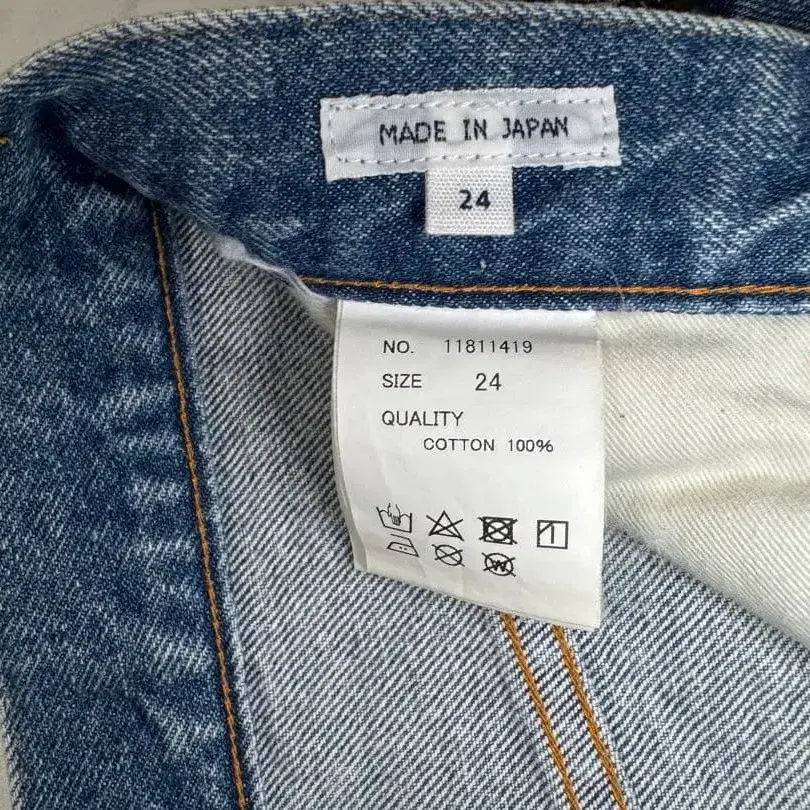 MADE IN JAPAN
24
NO. 11811419
SIZE 24
QUALITY
COTTON 100%
W